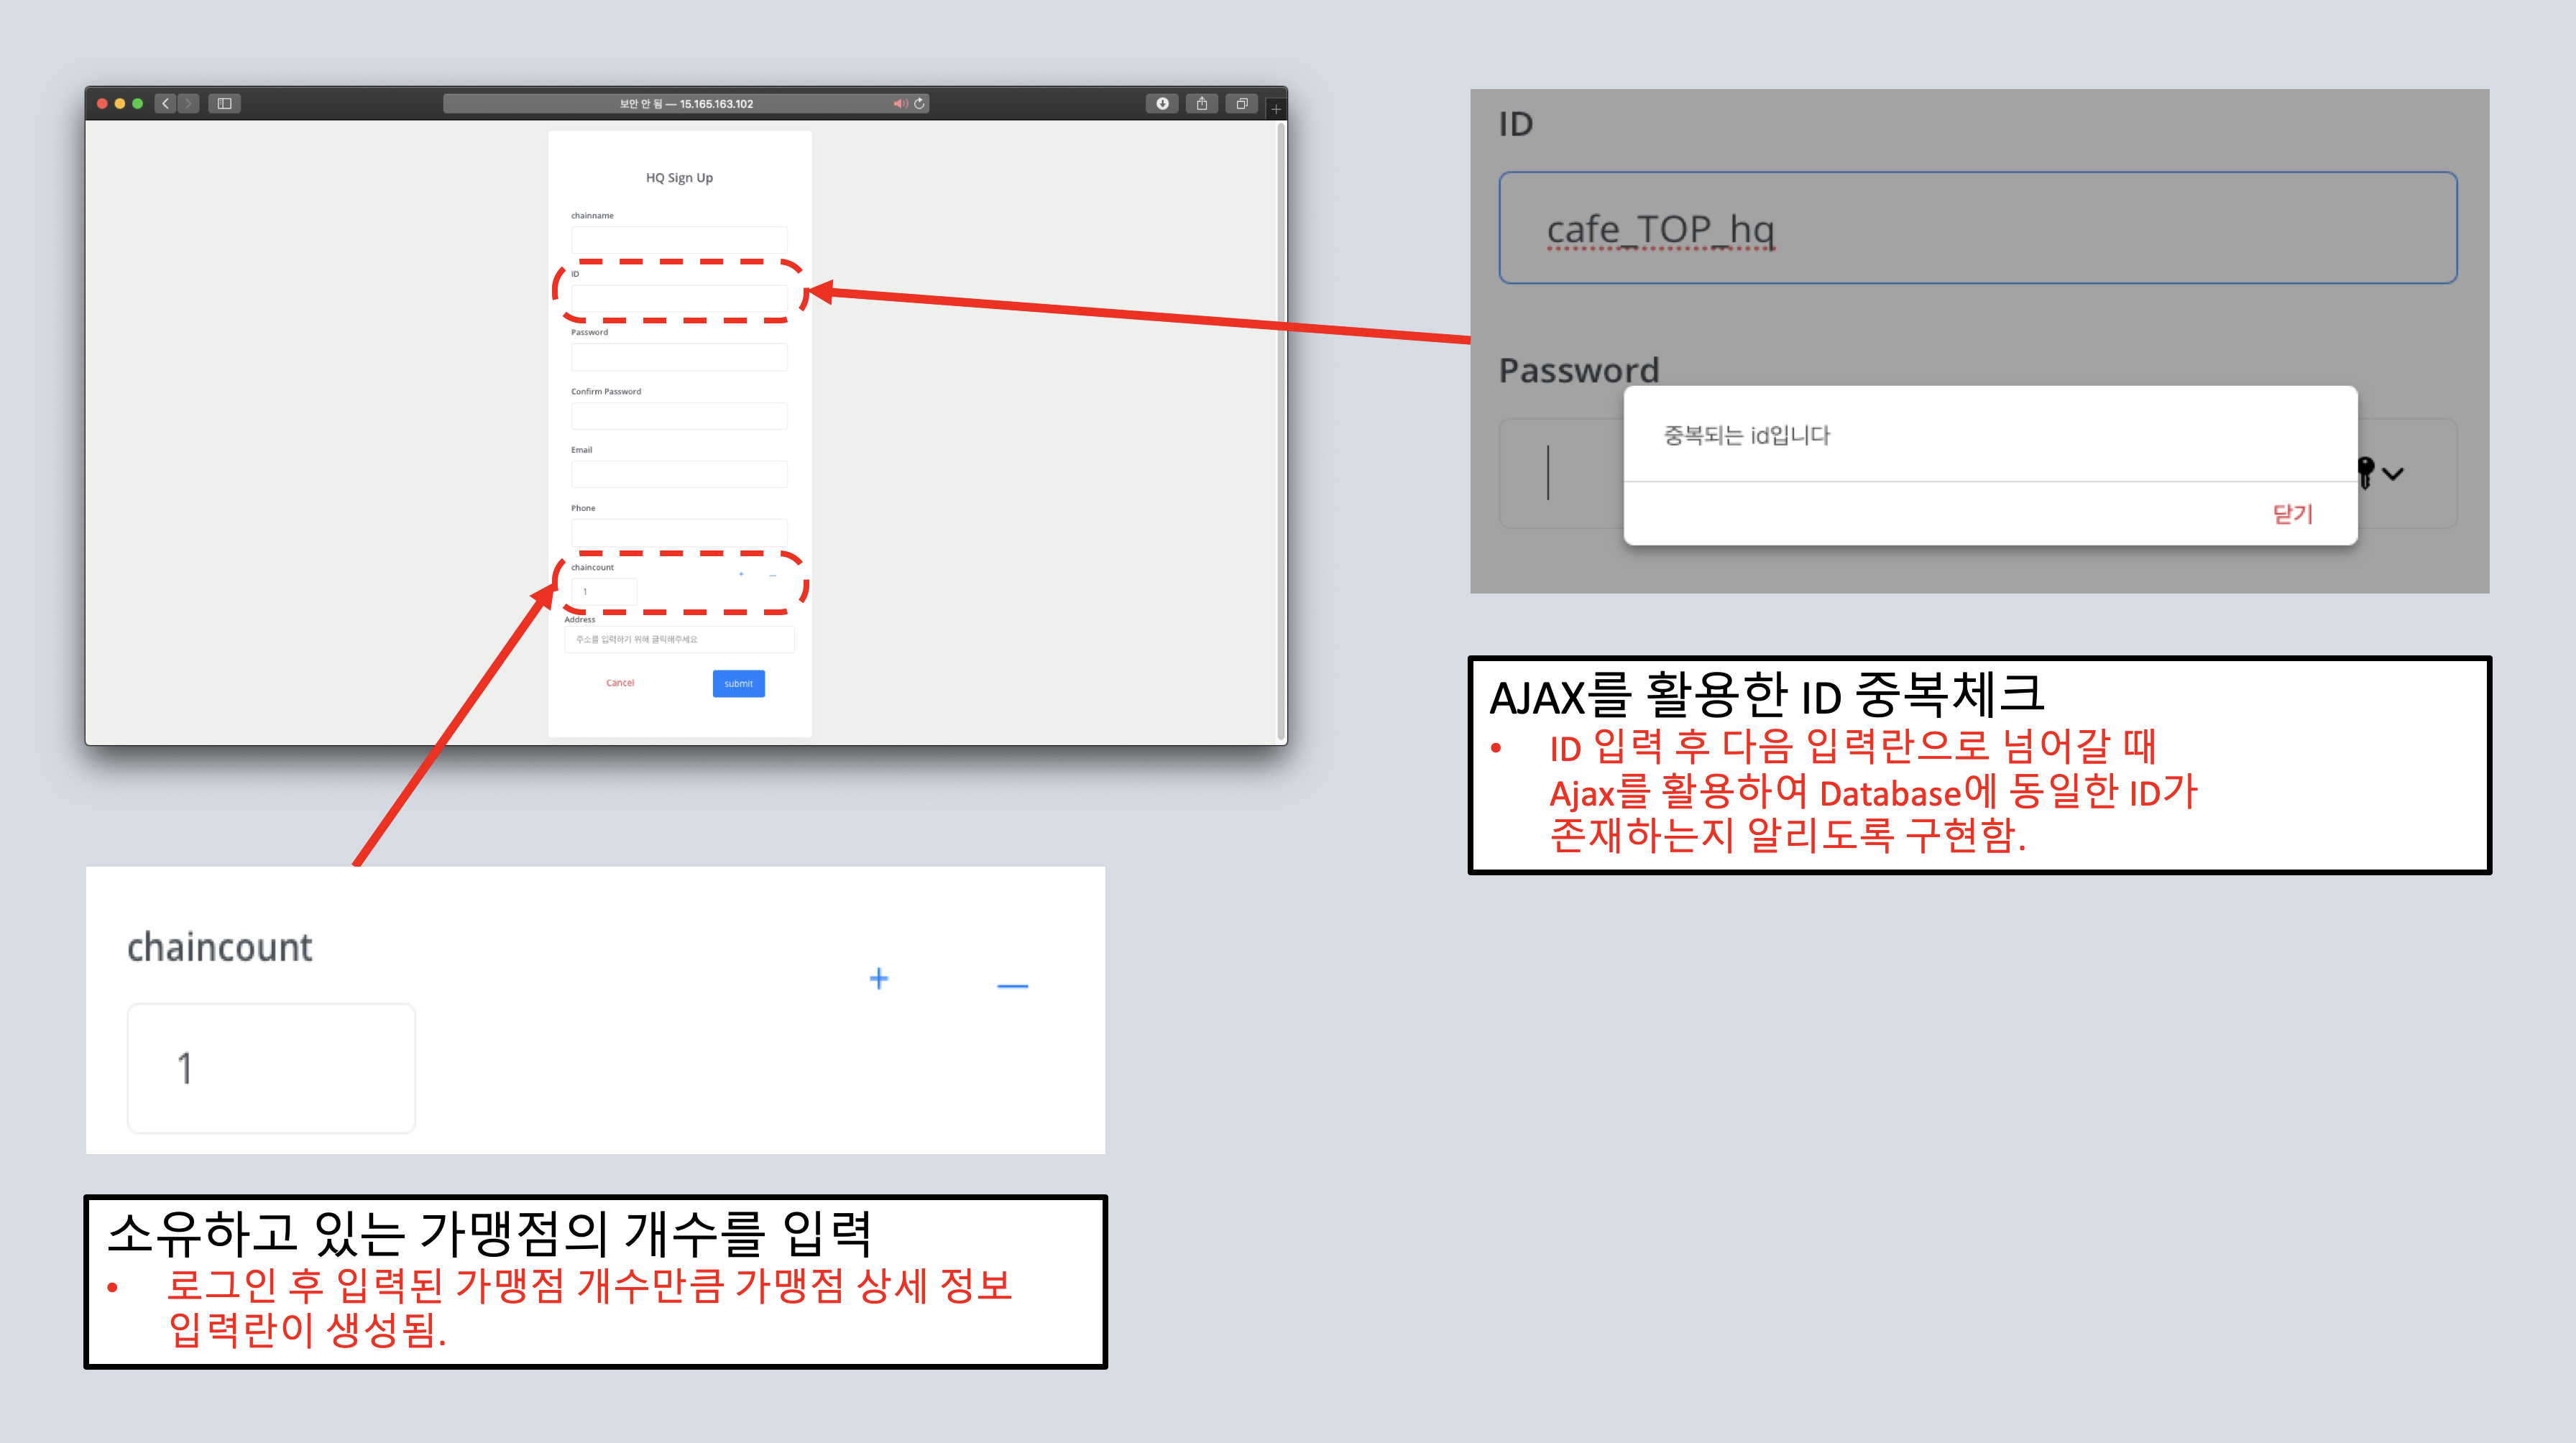 보안 안 됨 — 15.165.163.102
HQ Sign Up
chainname
ID
Password
Confirm Password
Email
Phone
chaincount
+ —
1
Address
주소를 입력하기 위해 클릭해주세요
Cancel
submit
ID
cafe_TOP_hq
Password
중복되는 id입니다
닫기
AJAX를 활용한 ID 중복체크
• ID 입력 후 다음 입력란으로 넘어갈 때
Ajax를 활용하여 Database에 동일한 ID가
존재하는지 알리도록 구현함.
chaincount
+ —
1
소유하고 있는 가맹점의 개수를 입력
• 로그인 후 입력된 가맹점 개수만큼 가맹점 상세 정보
입력란이 생성됨.